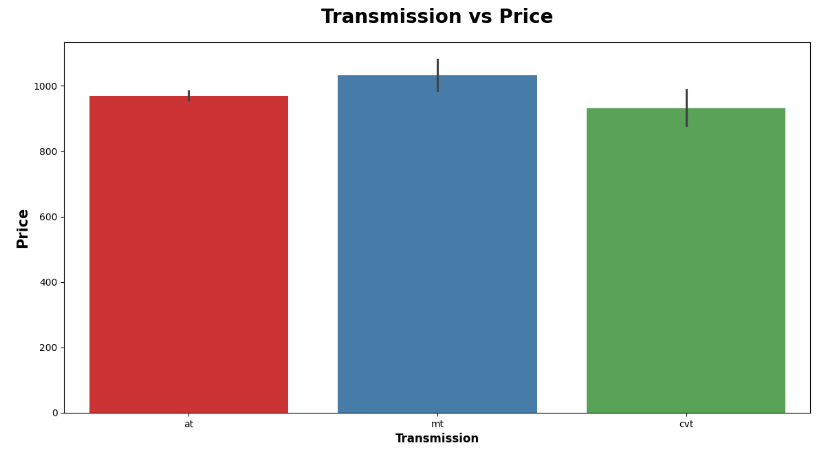 Transmission vs Price
Price
1000
800
600
400
200
0
at
mt
cvt
Transmission